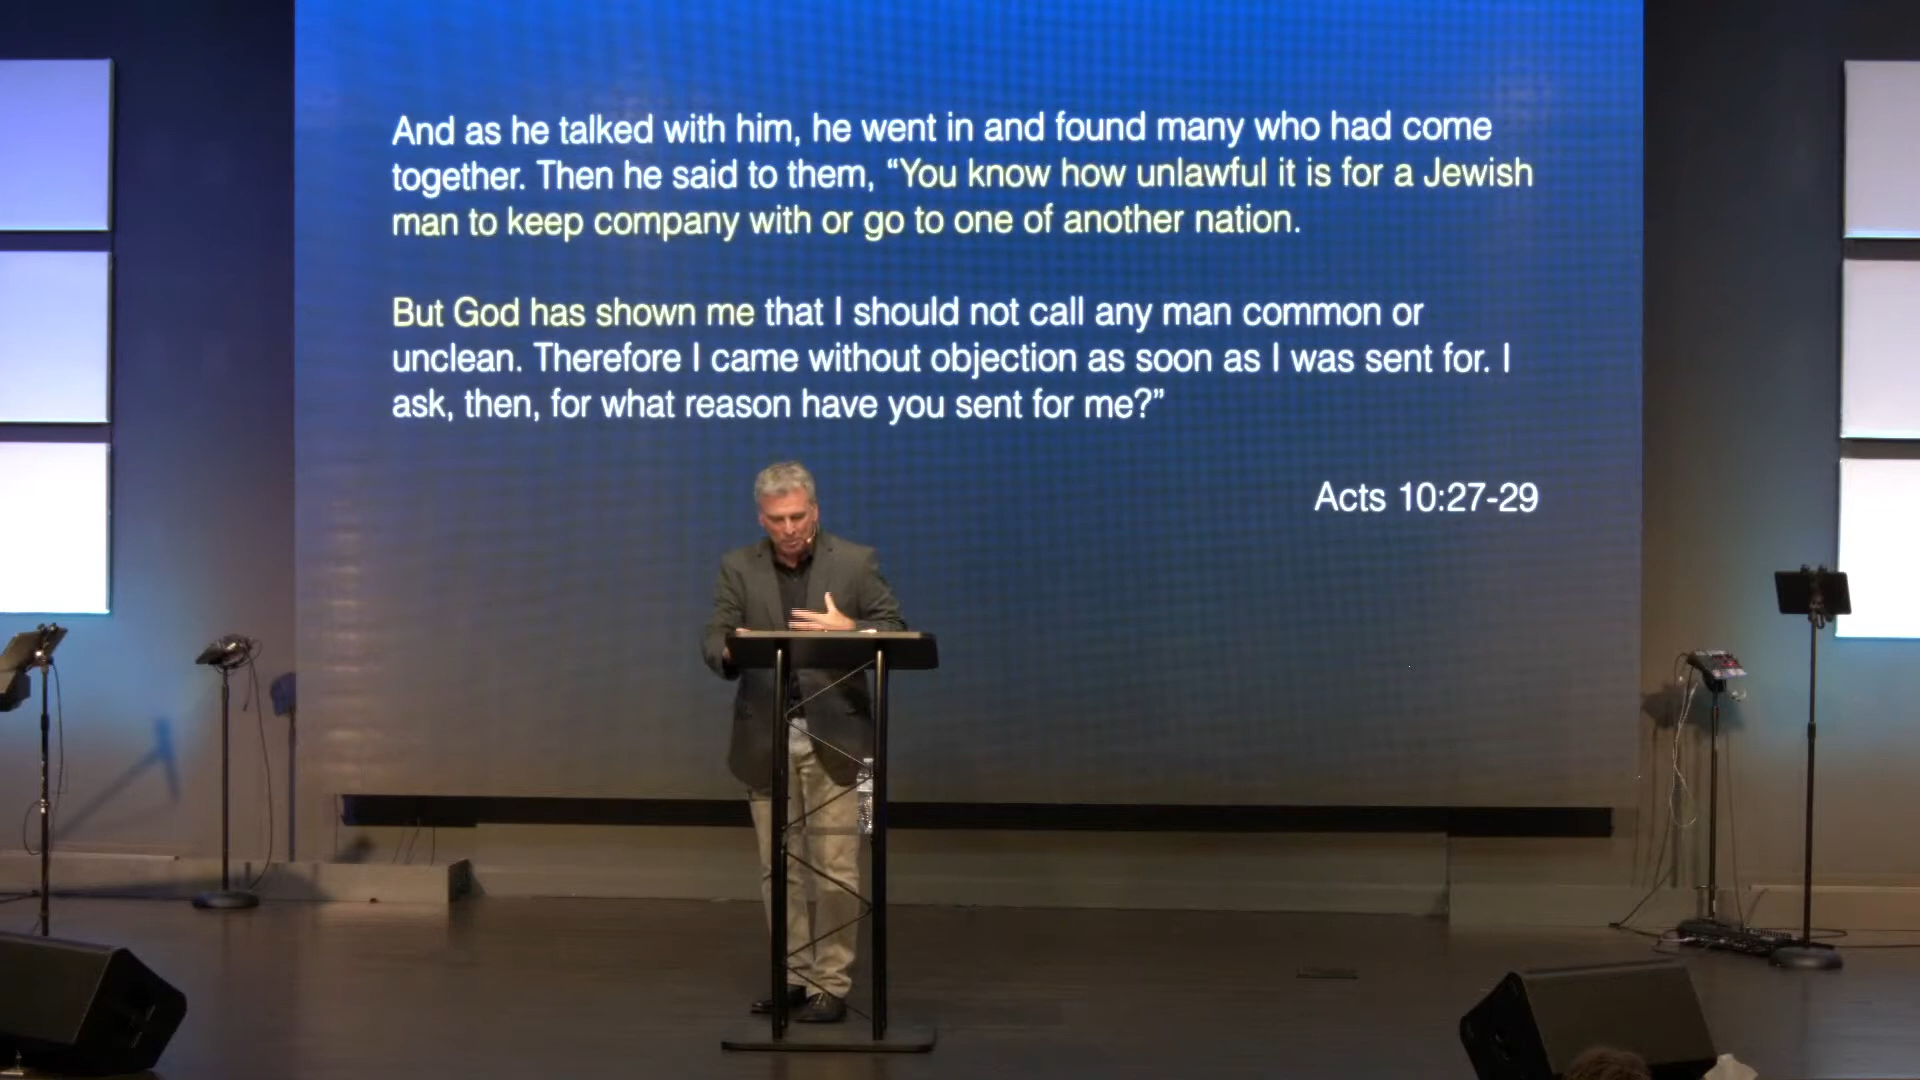 And as he talked with him, he went in and found many who had come
together. Then he said to them, “You know how unlawful it is for a Jewish
man to keep company with or go to one of another nation.
But God has shown me that I should not call any man common or
unclean. Therefore I came without objection as soon as I was sent for. I
ask, then, for what reason have you sent for me?”
Acts 10:27-29